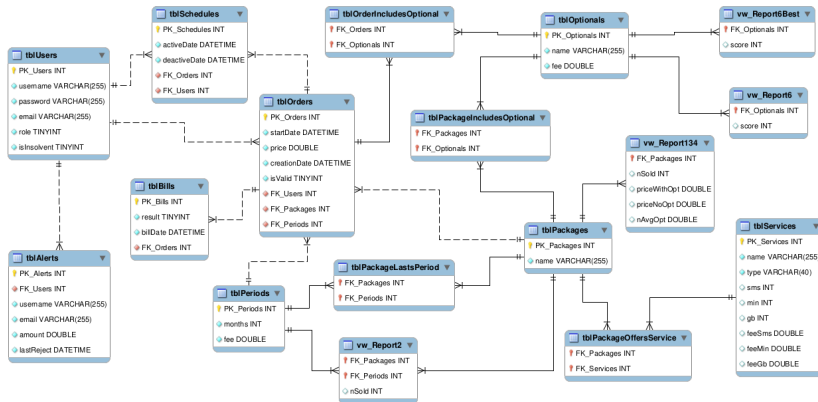 tblUsers
PK_Users INT
username VARCHAR(255)
password VARCHAR(255)
email VARCHAR(255)
role TINYINT
isInsolvent TINYINT
tblSchedules
PK_Schedules INT
activeDate DATETIME
deactiveDate DATETIME
FK_Orders INT
FK_Users INT
tblOrderIncludesOptional
FK_Orders INT
FK_Optionals INT
tblOptionals
PK_Optionals INT
name VARCHAR(255)
fee DOUBLE
vw_Report6Best
FK_Optionals INT
score INT
vw_Report6
FK_Optionals INT
score INT
tblOrders
PK_Orders INT
startDate DATETIME
price DOUBLE
creationDate DATETIME
isValid TINYINT
FK_Users INT
FK_Packages INT
FK_Periods INT
tblPackageIncludesOptional
FK_Packages INT
FK_Optionals INT
vw_Report134
FK_Packages INT
nSold INT
priceWithOpt DOUBLE
priceNoOpt DOUBLE
nAvgOpt DOUBLE
tblBills
PK_Bills INT
result TINYINT
billDate DATETIME
FK_Orders INT
tblPackages
PK_Packages INT
name VARCHAR(255)
tblServices
PK_Services INT
name VARCHAR(255)
type VARCHAR(40)
sms INT
min INT
gb INT
feeSms DOUBLE
feeMin DOUBLE
feeGb DOUBLE
tblAlerts
PK_Alerts INT
FK_Users INT
username VARCHAR(255)
email VARCHAR(255)
amount DOUBLE
lastReject DATETIME
tblPackageLastsPeriod
FK_Packages INT
FK_Periods INT
tblPeriods
PK_Periods INT
months INT
fee DOUBLE
vw_Report2
FK_Packages INT
FK_Periods INT
nSold INT
tblPackageOffersService
FK_Packages INT
FK_Services INT